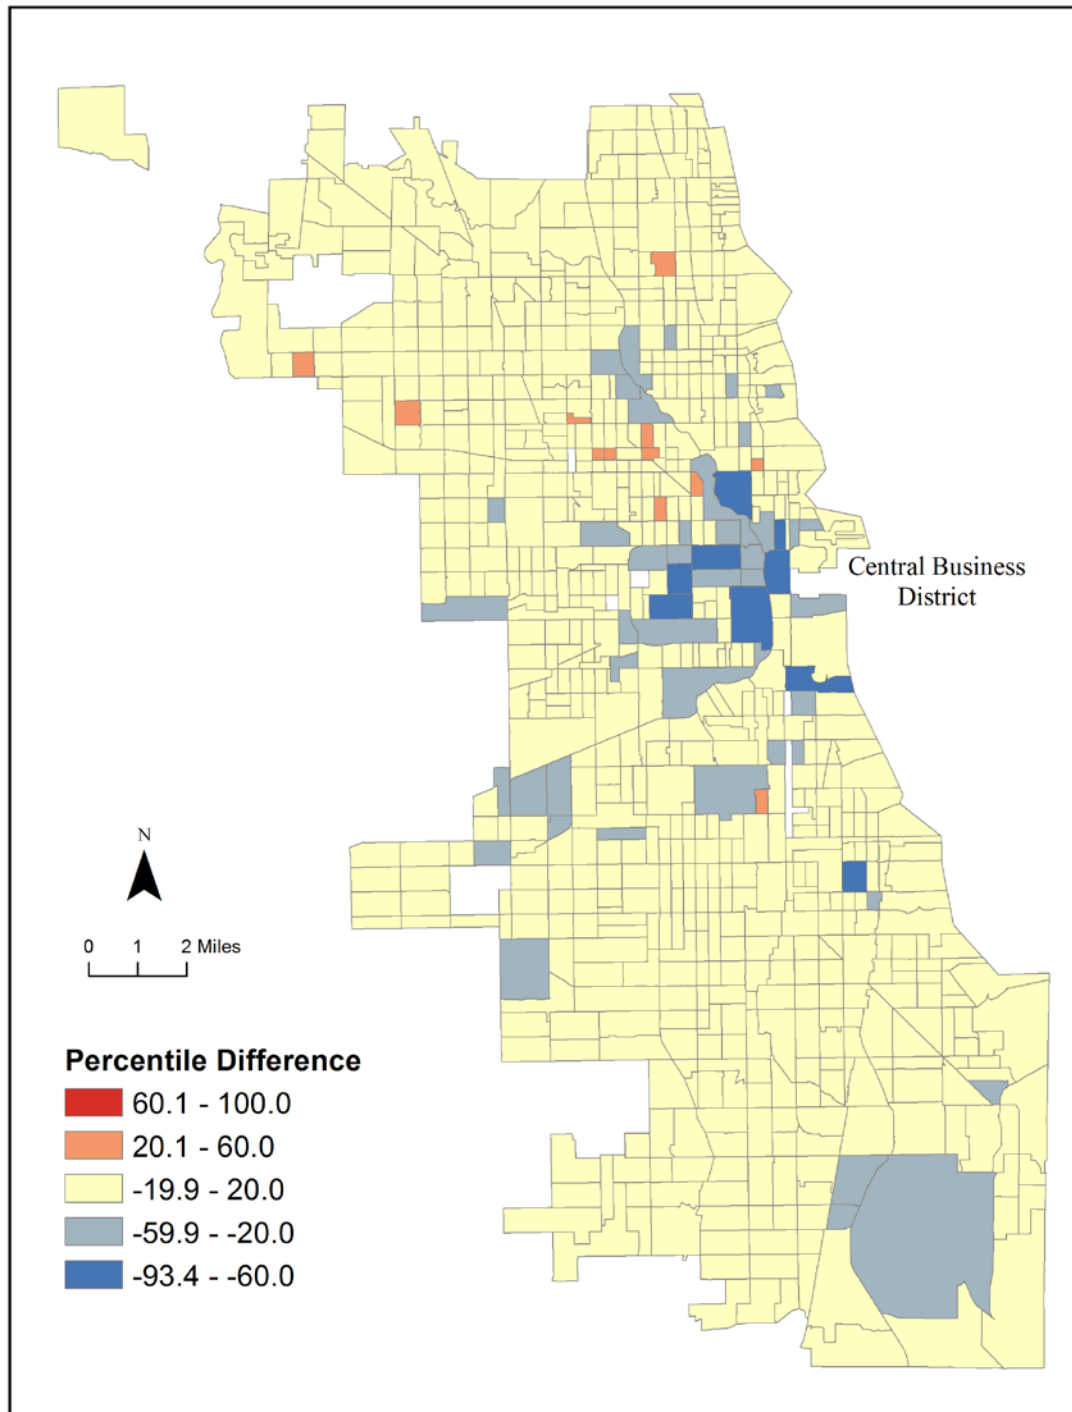 Central Business
District
N
0 1 2 Miles
Percentile Difference
60.1 - 100.0
20.1 - 60.0
-19.9 - 20.0
-59.9 - -20.0
-93.4 - -60.0